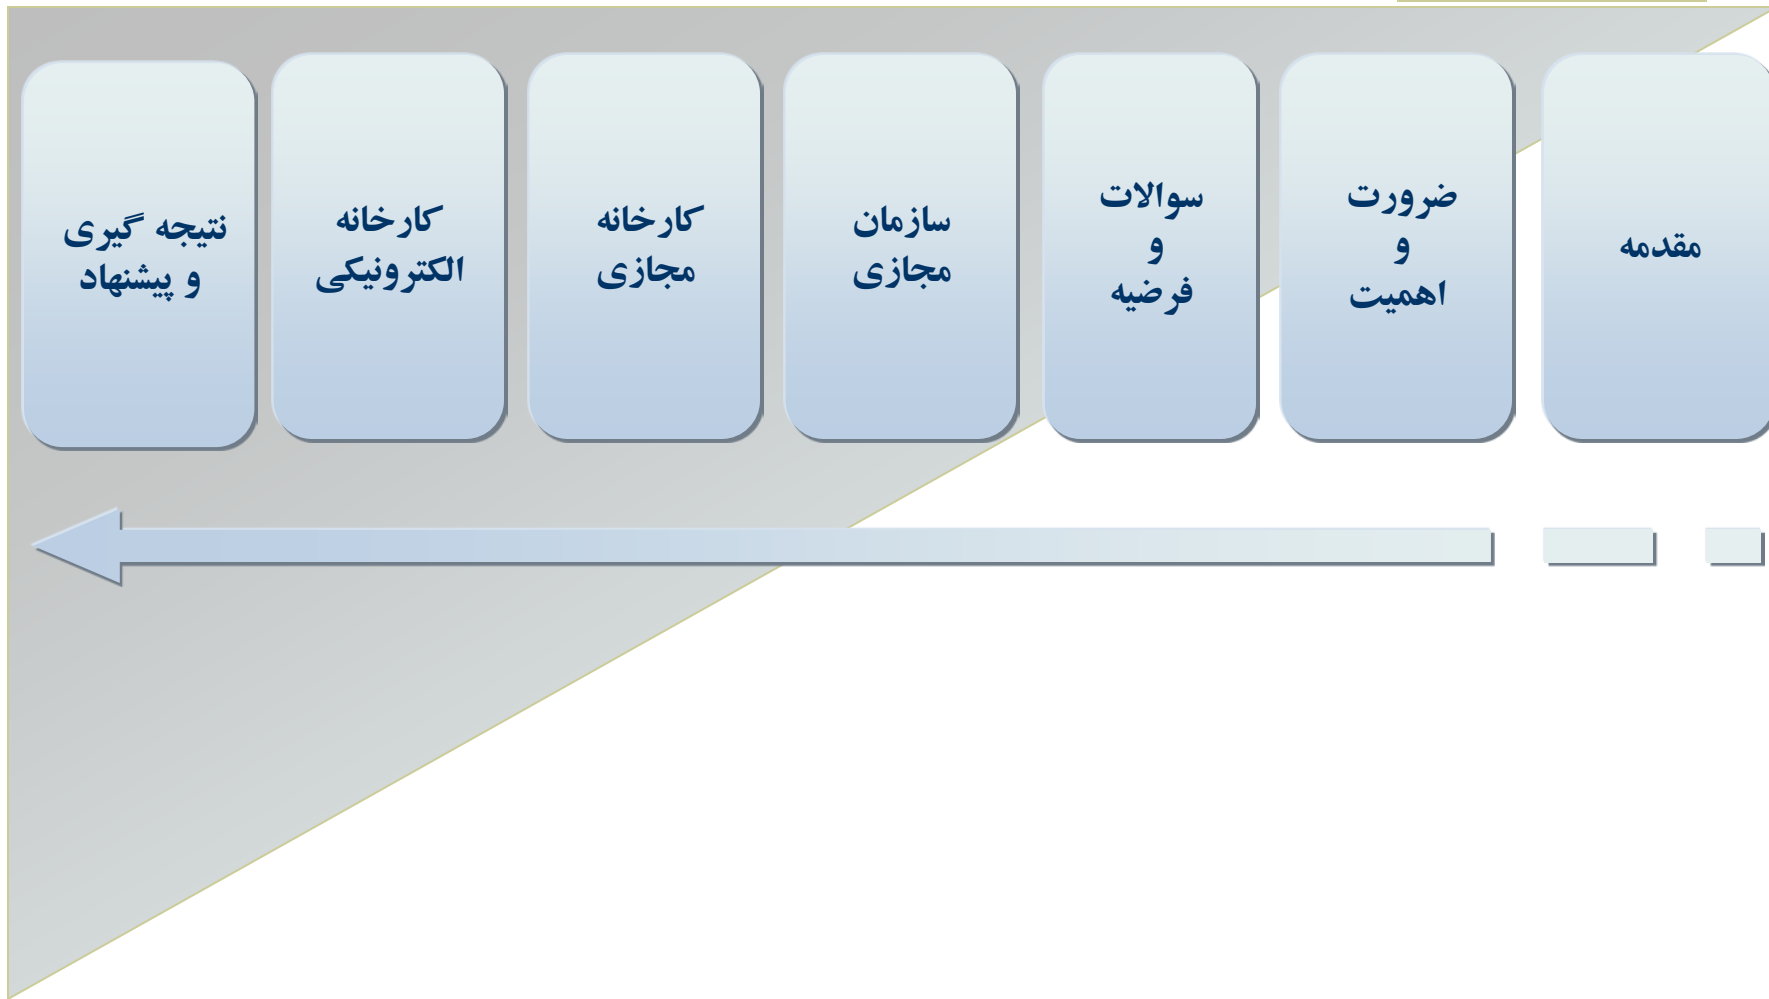 مقدمه
ضرورت
و
اهمیت
سوالات
و
فرضیه
سازمان
مجازی
کارخانه
مجازی
کارخانه
الکترونیکی
نتیجه گیری
و پیشنهاد